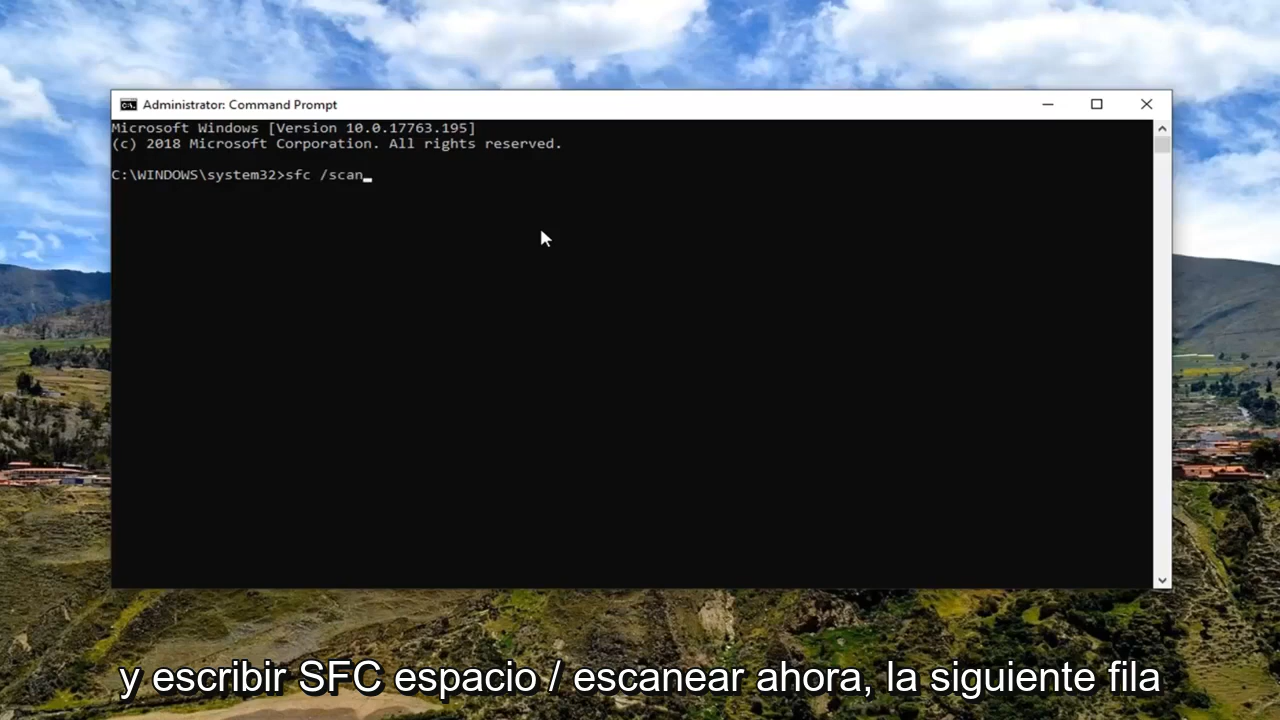 Administrator: Command Prompt
Microsoft Windows [Version 10.0.17763.195]
(c) 2018 Microsoft Corporation. All rights reserved.
C:\WINDOWS\system32>sfc /scan
y escribir SFC espacio / escanear ahora, la siguiente fila